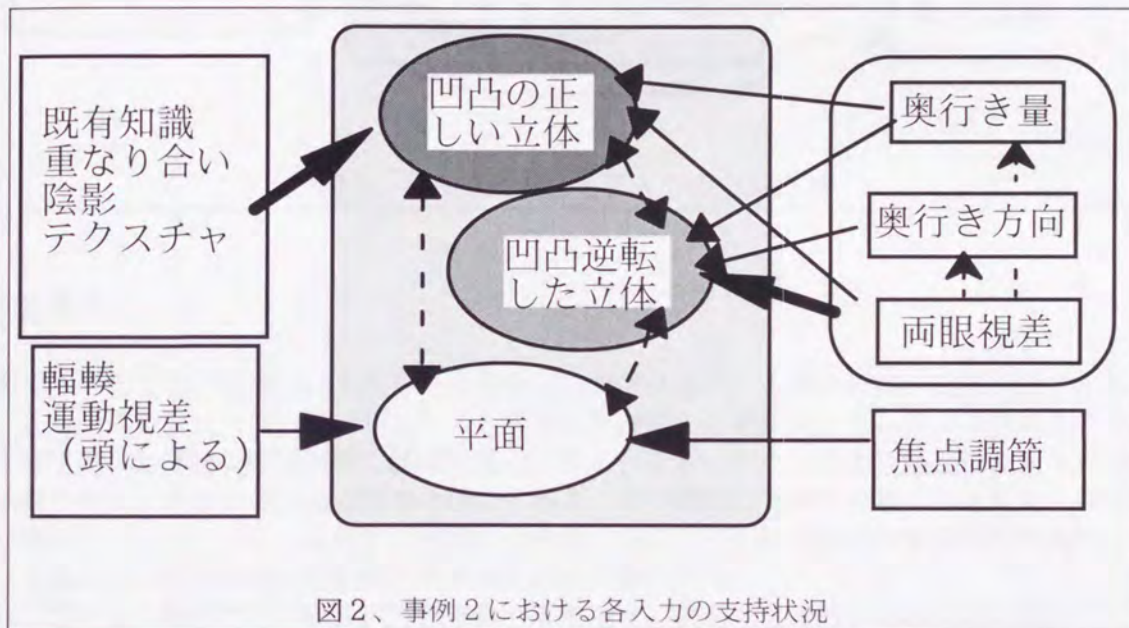 既有知識
重なり合い
陰影
テクスチャ
輻輳
運動視差
（頭による）
凹凸の正
しい立体
凹凸逆転
した立体
平面
奥行き量
奥行き方向
両眼視差
焦点調節
図２、事例２における各入力の支持状況